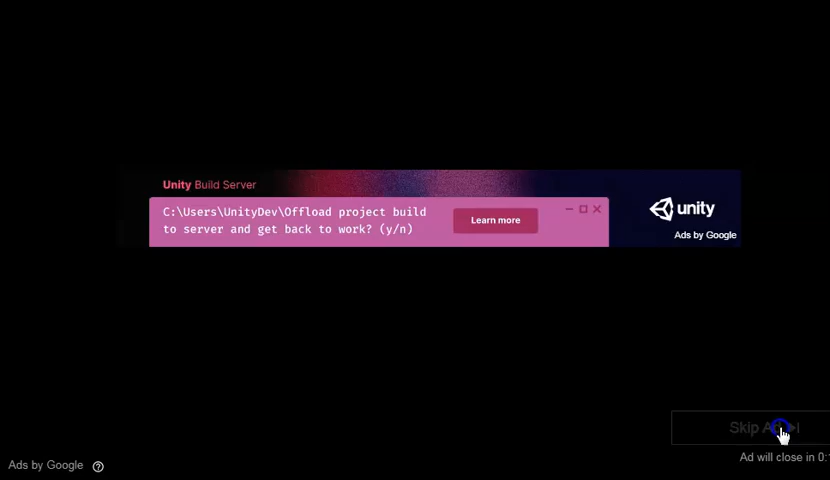 Unity Build Server
C:\Users\UnityDev\Offload project build
to server and get back to work? (y/n)
Learn more
unity
Ads by Google
Skip Ad
Ad will close in 0:
Ads by Google